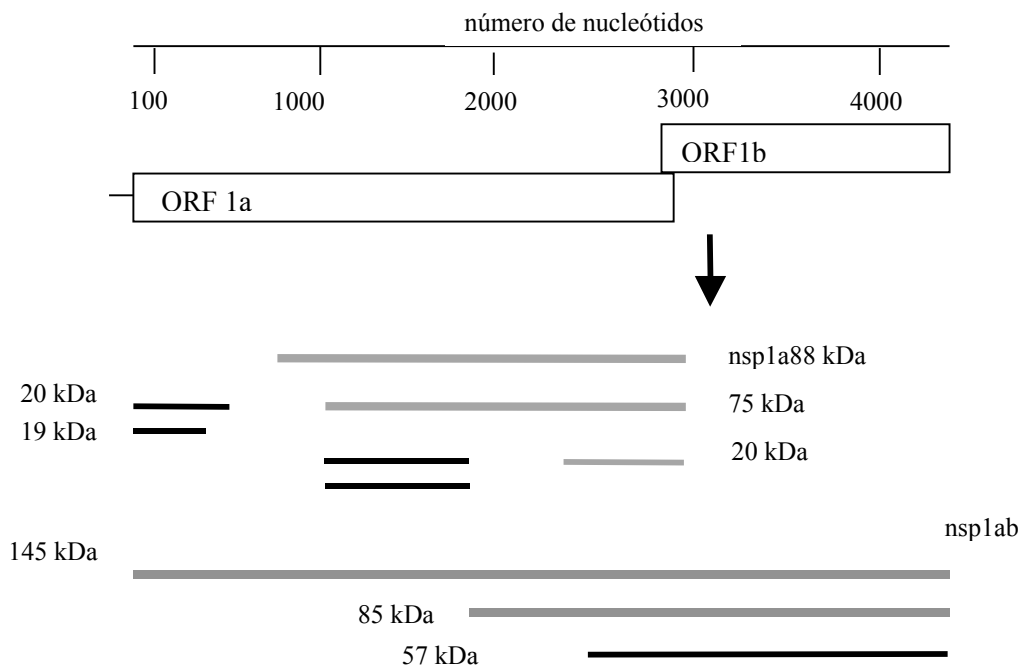 número de nucleótidos
100 1000 2000 3000 4000
ORF1b
ORF 1a
nsp1a88 kDa
20 kDa
75 kDa
19 kDa
20 kDa
nsp1ab
145 kDa
85 kDa
57 kDa